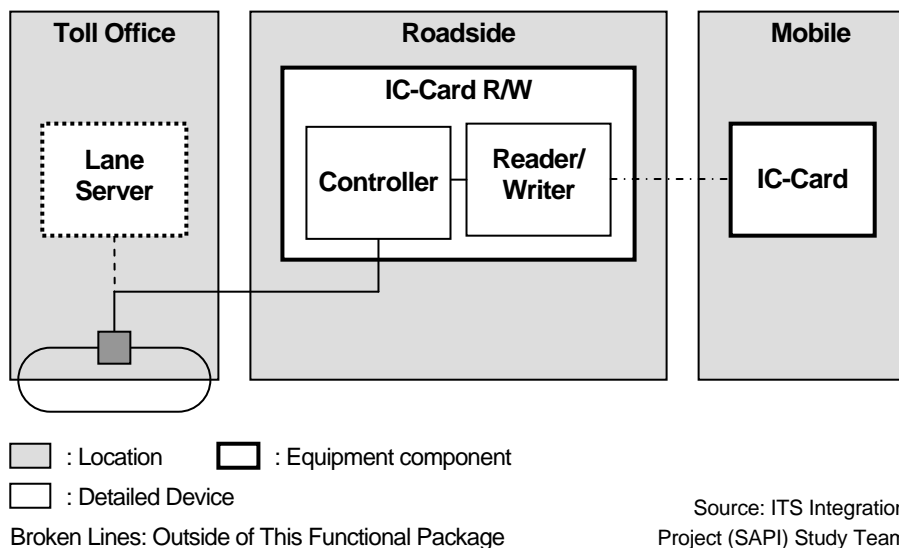 Toll Office
Roadside
Mobile
IC-Card R/W
Lane
Server
Controller
Reader/
Writer
IC-Card
: Location
: Equipment component
: Detailed Device
Broken Lines: Outside of This Functional Package
Source: ITS Integration
Project (SAPI) Study Team